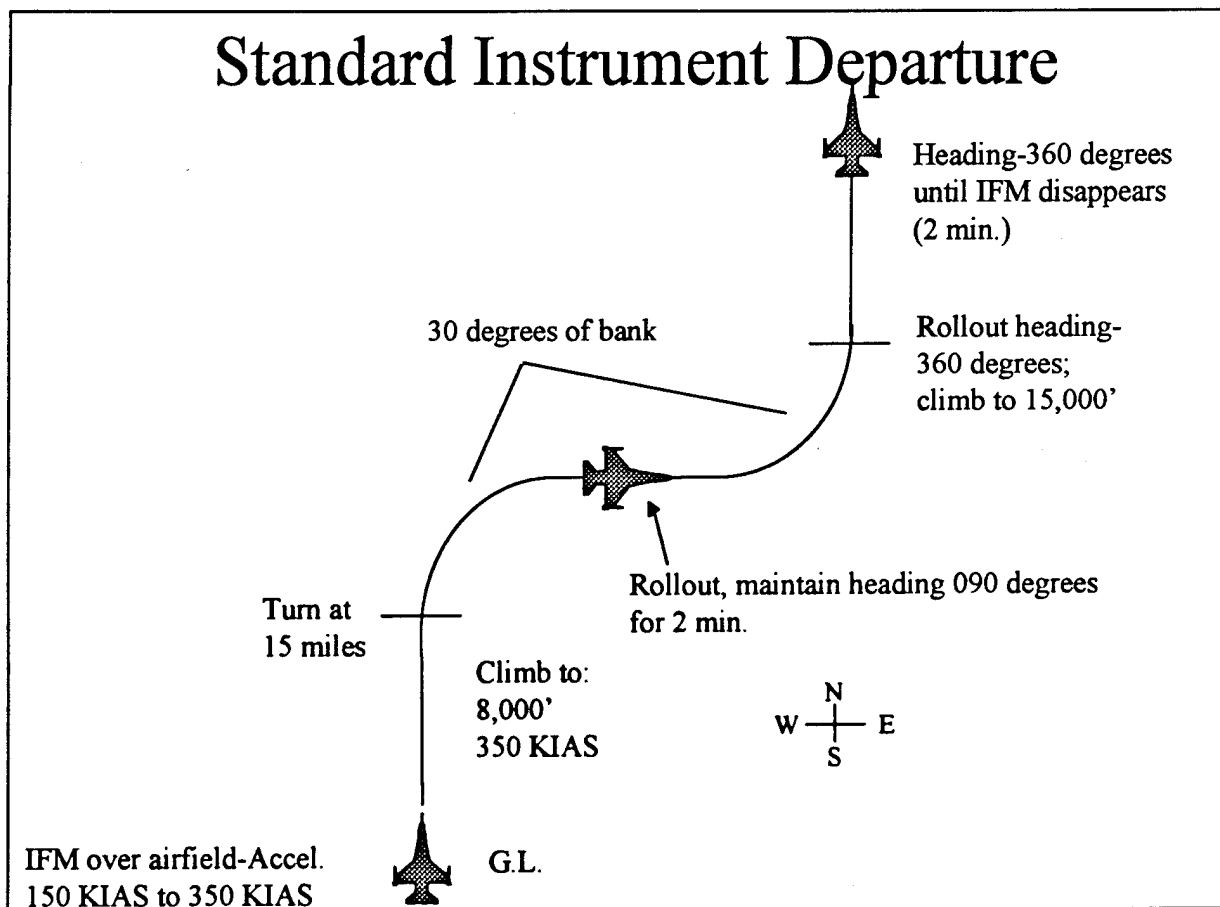 Standard Instrument Departure
Heading-360 degrees
until IFM disappears
(2 min.)
30 degrees of bank
Rollout heading-
360 degrees;
climb to 15,000’
Rollout, maintain heading 090 degrees
for 2 min.
Turn at
15 miles
Climb to:
8,000’
350 KIAS
N
W E
S
IFM over airfield-Accel.
150 KIAS to 350 KIAS
G.L.